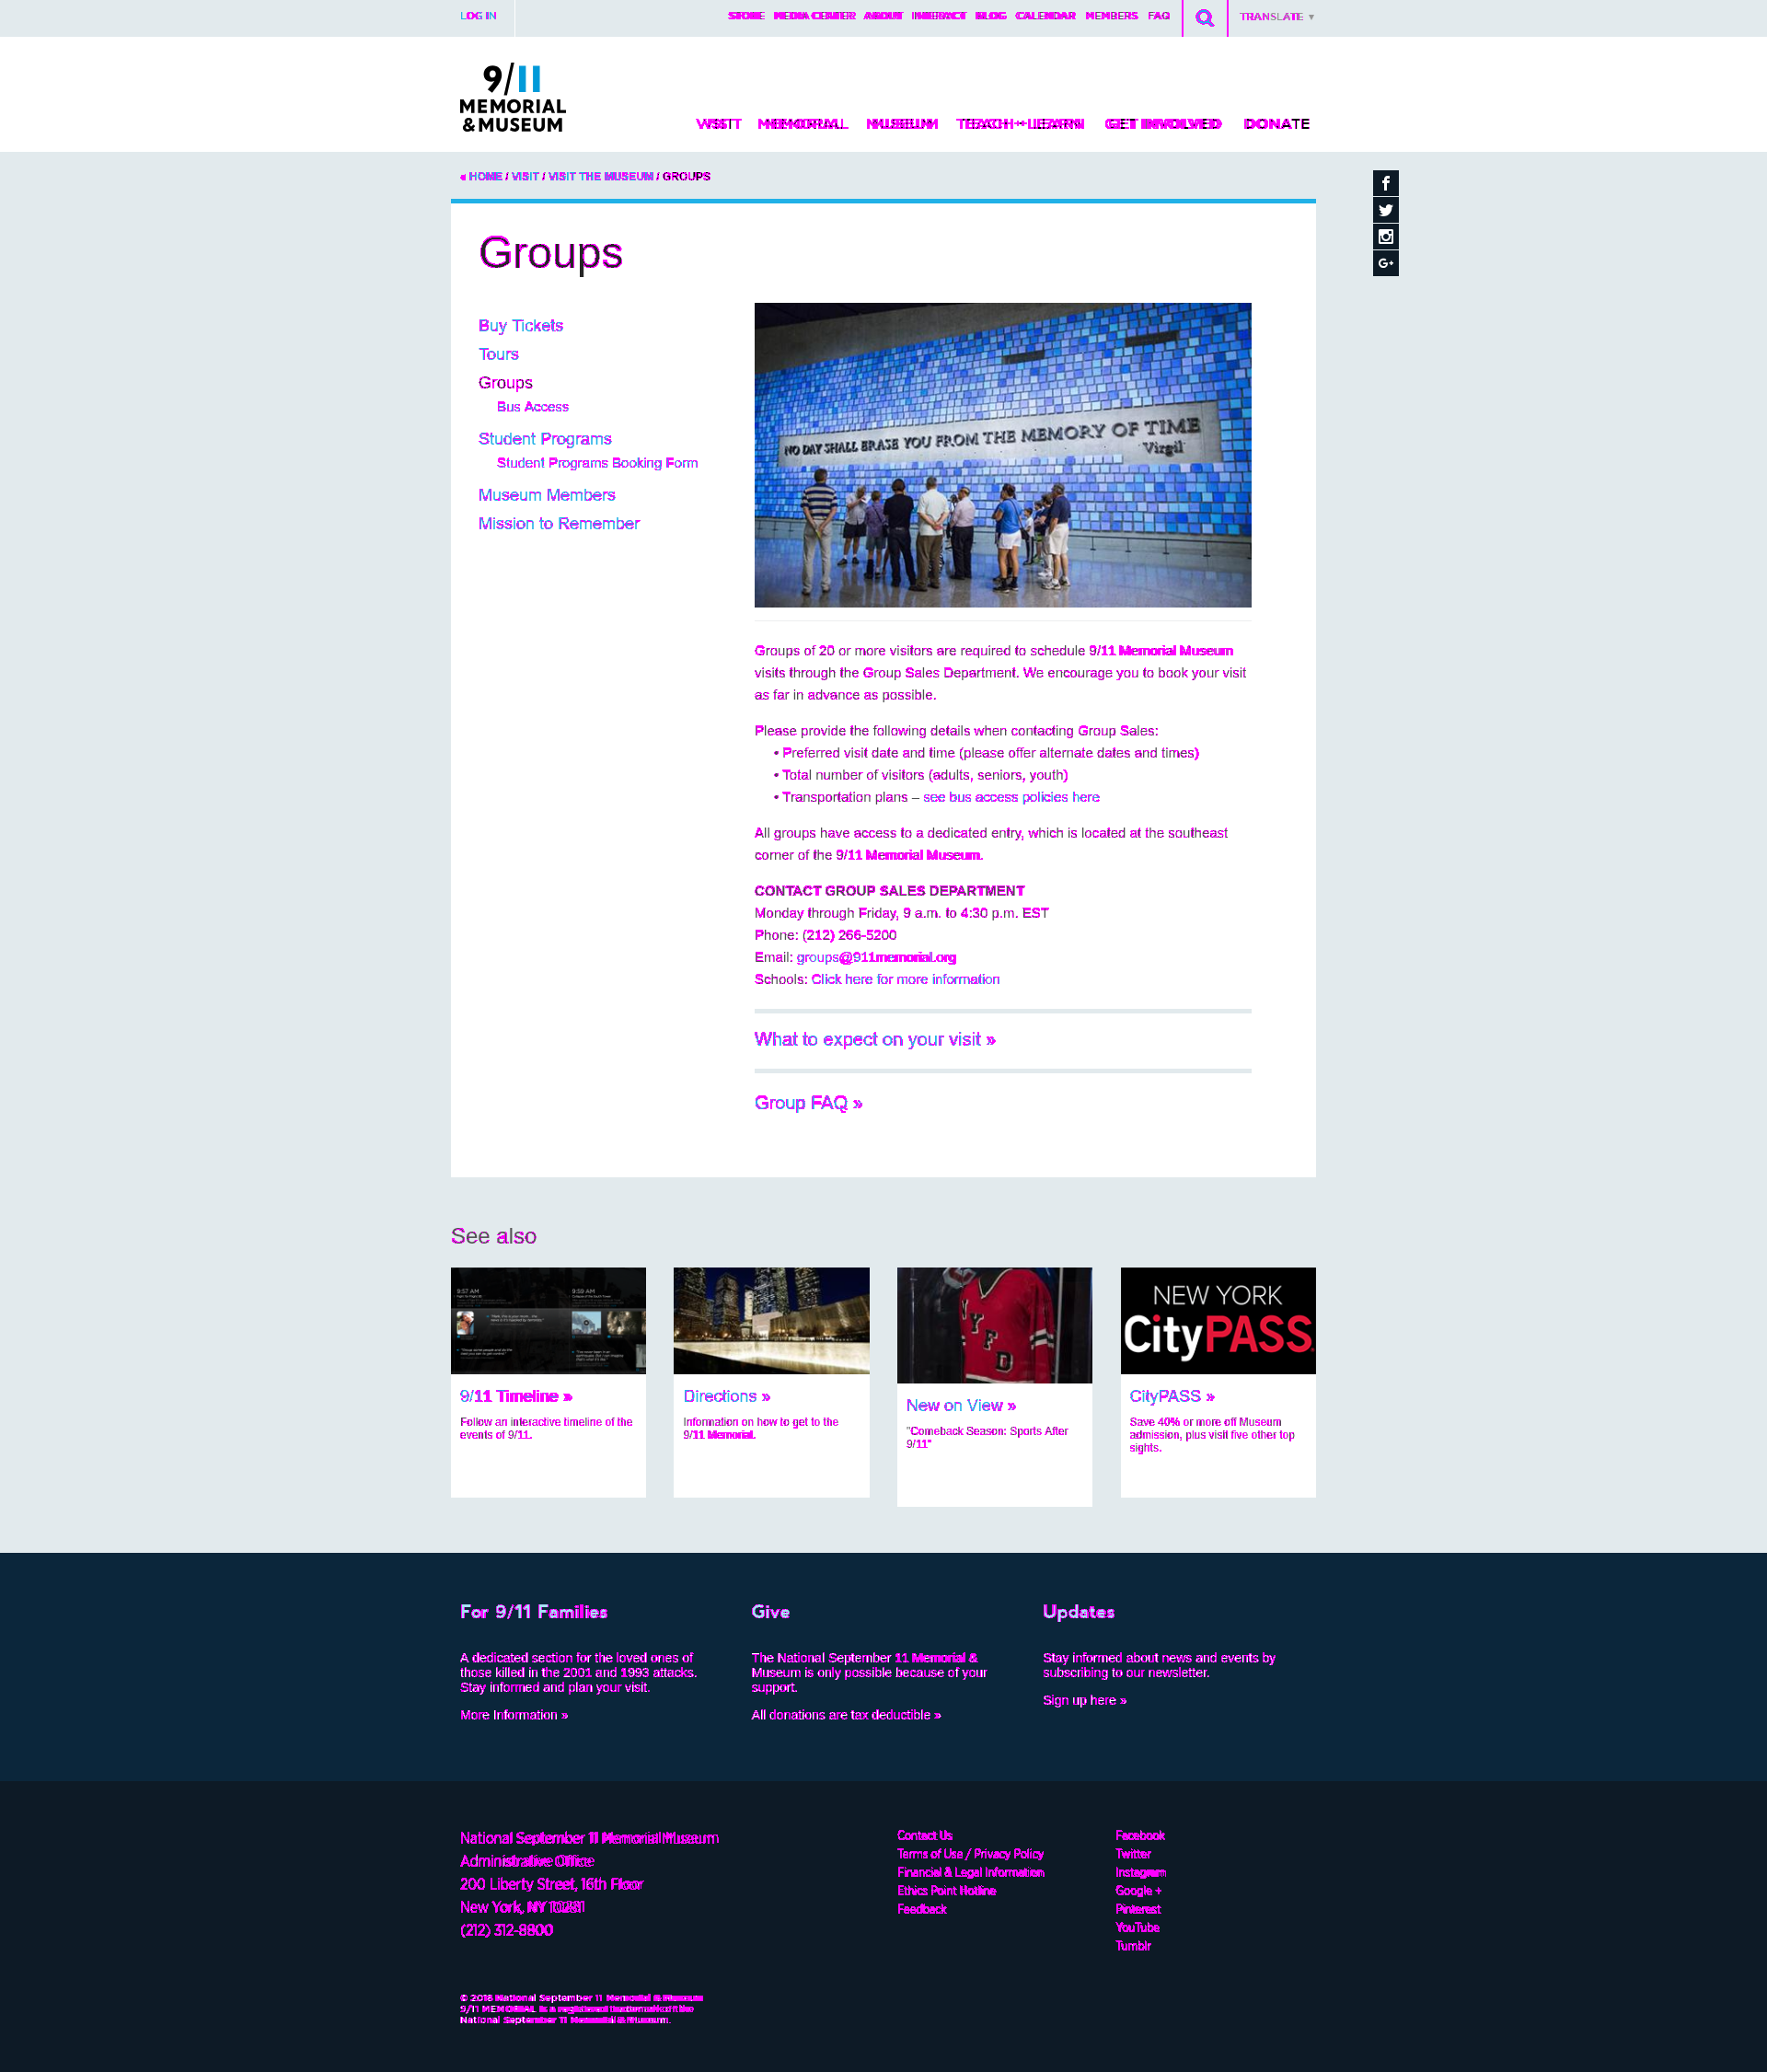 LOG IN
STORE MEDIA CENTER ABOUT INTERACT BLOG CALENDAR MEMBERS FAQ
TRANSLATE ▼
9/11
MEMORIAL
& MUSEUM
VISIT MEMORIAL MUSEUM TEACH + LEARN GET INVOLVED DONATE
« HOME / VISIT / VISIT THE MUSEUM / GROUPS
Groups
Buy Tickets
Tours
Groups
Bus Access
Student Programs
Student Programs Booking Form
Museum Members
Mission to Remember
NO DAY SHALL ERASE YOU FROM THE MEMORY OF TIME
Virgil
Groups of 20 or more visitors are required to schedule 9/11 Memorial Museum
visits through the Group Sales Department. We encourage you to book your visit
as far in advance as possible.
Please provide the following details when contacting Group Sales:
• Preferred visit date and time (please offer alternate dates and times)
• Total number of visitors (adults, seniors, youth)
• Transportation plans – see bus access policies here
All groups have access to a dedicated entry, which is located at the southeast
corner of the 9/11 Memorial Museum.
CONTACT GROUP SALES DEPARTMENT
Monday through Friday, 9 a.m. to 4:30 p.m. EST
Phone: (212) 266-5200
Email: groups@911memorial.org
Schools: Click here for more information
What to expect on your visit »
Group FAQ »
See also
9:57 AM
9:59 AM
NYFD
NEW YORK
CityPASS
9/11 Timeline »
Follow an interactive timeline of the
events of 9/11.
Directions »
Information on how to get to the
9/11 Memorial.
New on View »
"Comeback Season: Sports After
9/11"
CityPASS »
Save 40% or more off Museum
admission, plus visit five other top
sights.
For 9/11 Families
A dedicated section for the loved ones of
those killed in the 2001 and 1993 attacks.
Stay informed and plan your visit.
More Information »
Give
The National September 11 Memorial &
Museum is only possible because of your
support.
All donations are tax deductible »
Updates
Stay informed about news and events by
subscribing to our newsletter.
Sign up here »
National September 11 Memorial Museum
Administrative Office
200 Liberty Street, 16th Floor
New York, NY 10281
(212) 312-8800
Contact Us
Terms of Use / Privacy Policy
Financial & Legal Information
Ethics Point Hotline
Feedback
Facebook
Twitter
Instagram
Google +
Pinterest
YouTube
Tumblr
© 2018 National September 11 Memorial & Museum
9/11 MEMORIAL is a registered trademark of the
National September 11 Memorial & Museum.